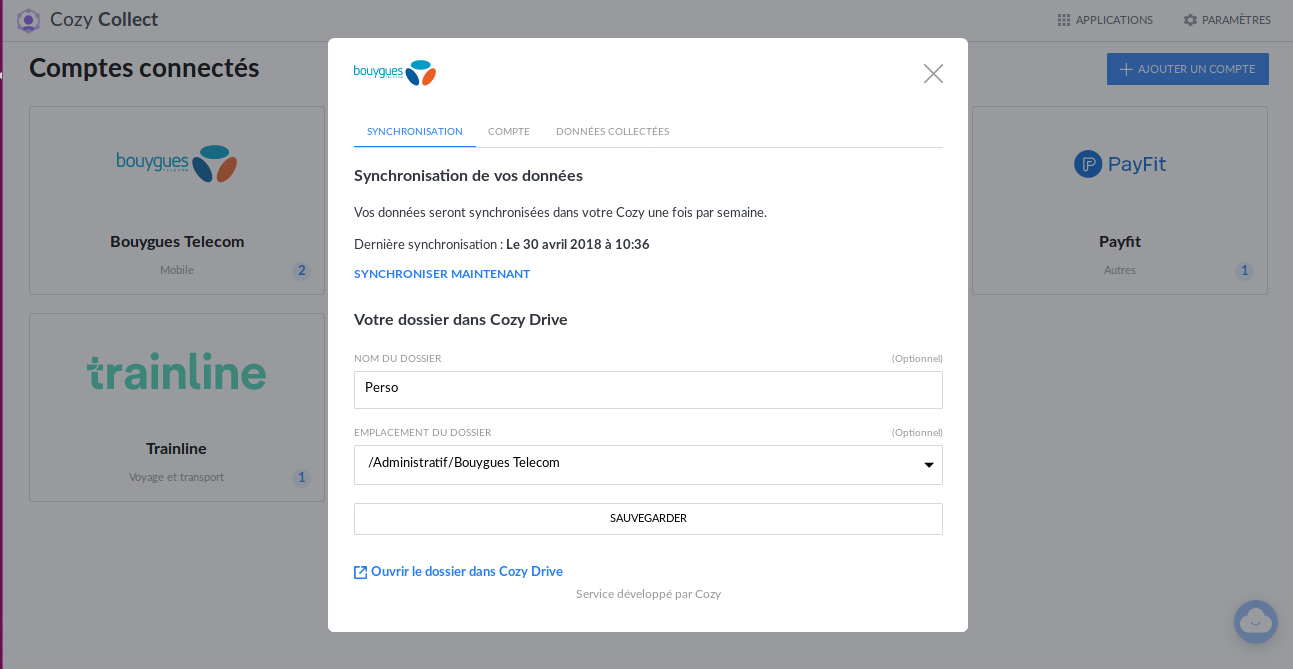 Cozy Collect
APPLICATIONS
PARAMÈTRES
Comptes connectés
AJOUTER UN COMPTE
bouygues
TELECOM
Bouygues Telecom
Mobile
2
PayFit
Payfit
Autres
1
trainline
Trainline
Voyage et transport
1
bouygues
TELECOM
SYNCHRONISATION
COMPTE
DONNÉES COLLECTÉES
Synchronisation de vos données
Vos données seront synchronisées dans votre Cozy une fois par semaine.
Dernière synchronisation : Le 30 avril 2018 à 10:36
SYNCHRONISER MAINTENANT
Votre dossier dans Cozy Drive
NOM DU DOSSIER
(Optionnel)
Perso
EMPLACEMENT DU DOSSIER
(Optionnel)
/Administratif/Bouygues Telecom
SAUVEGARDER
Ouvrir le dossier dans Cozy Drive
Service développé par Cozy